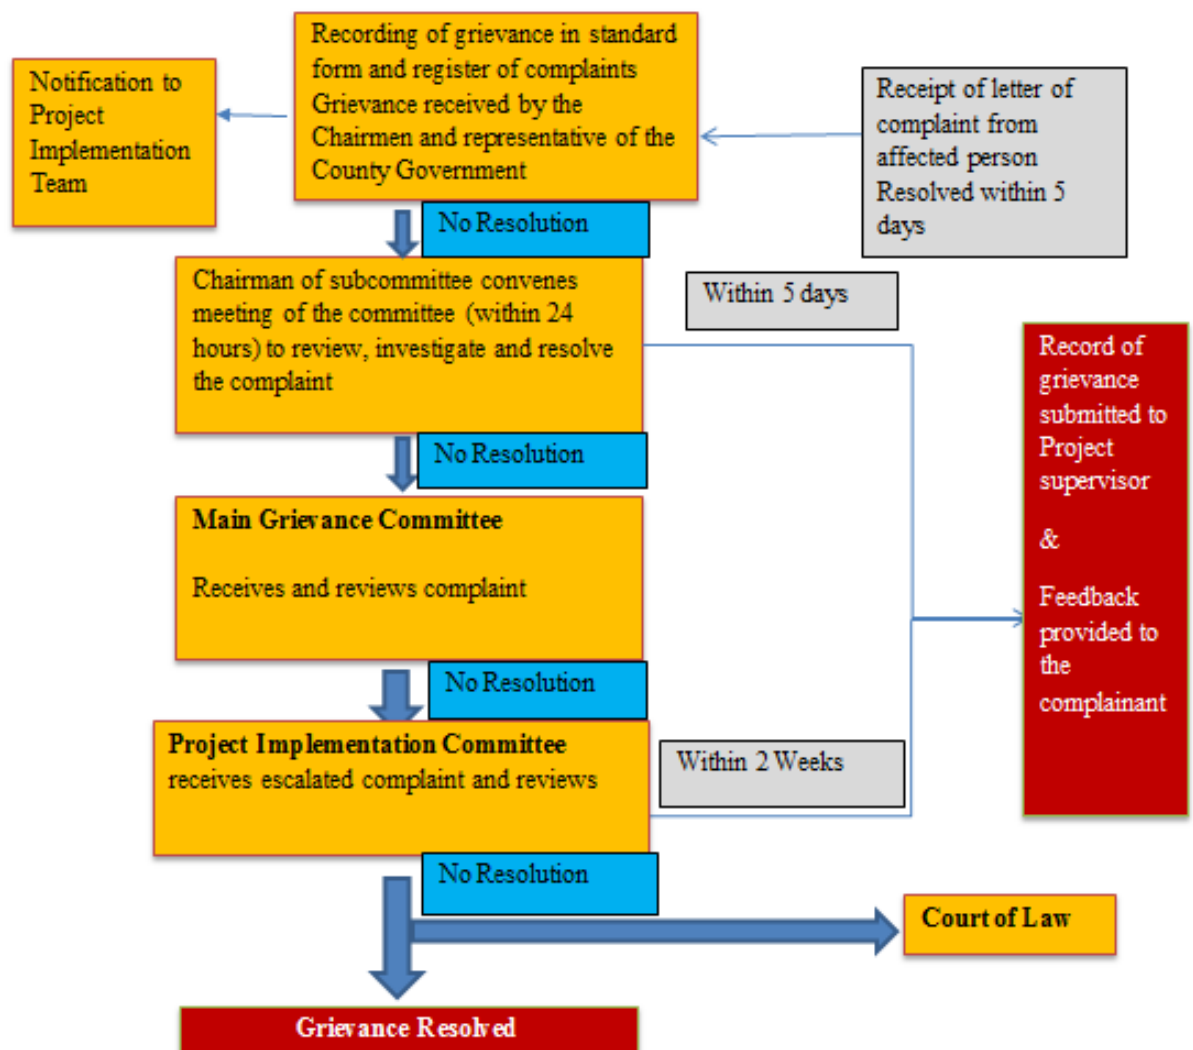 Recording of grievance in standard
form and register of complaints
Grievance received by the
Chairmen and representative of the
County Government
Notification to
Project
Implementation
Team
Receipt of letter of
complaint from
affected person
Resolved within 5
days
No Resolution
Chairman of subcommittee convenes
meeting of the committee (within 24
hours) to review, investigate and resolve
the complaint
Within 5 days
No Resolution
Record of
grievance
submitted to
Project
supervisor
&
Feedback
provided to
the
complainant
Main Grievance Committee
Receives and reviews complaint
No Resolution
Project Implementation Committee
receives escalated complaint and reviews
Within 2 Weeks
No Resolution
Court of Law
Grievance Resolved